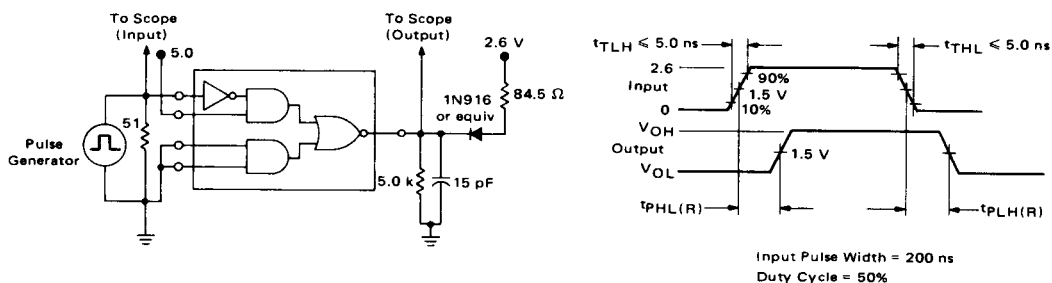 To Scope
(Input)
5.0
51
Pulse
Generator
To Scope
(Output)
2.6 V
84.5 Ω
1N916
or equiv
5.0 k
15 pF
tTLH ≤ 5.0 ns
tTHL ≤ 5.0 ns
2.6
Input
0
90%
1.5 V
10%
VOH
Output
VOL
1.5 V
tPHL(R)
tPLH(R)
Input Pulse Width = 200 ns
Duty Cycle = 50%